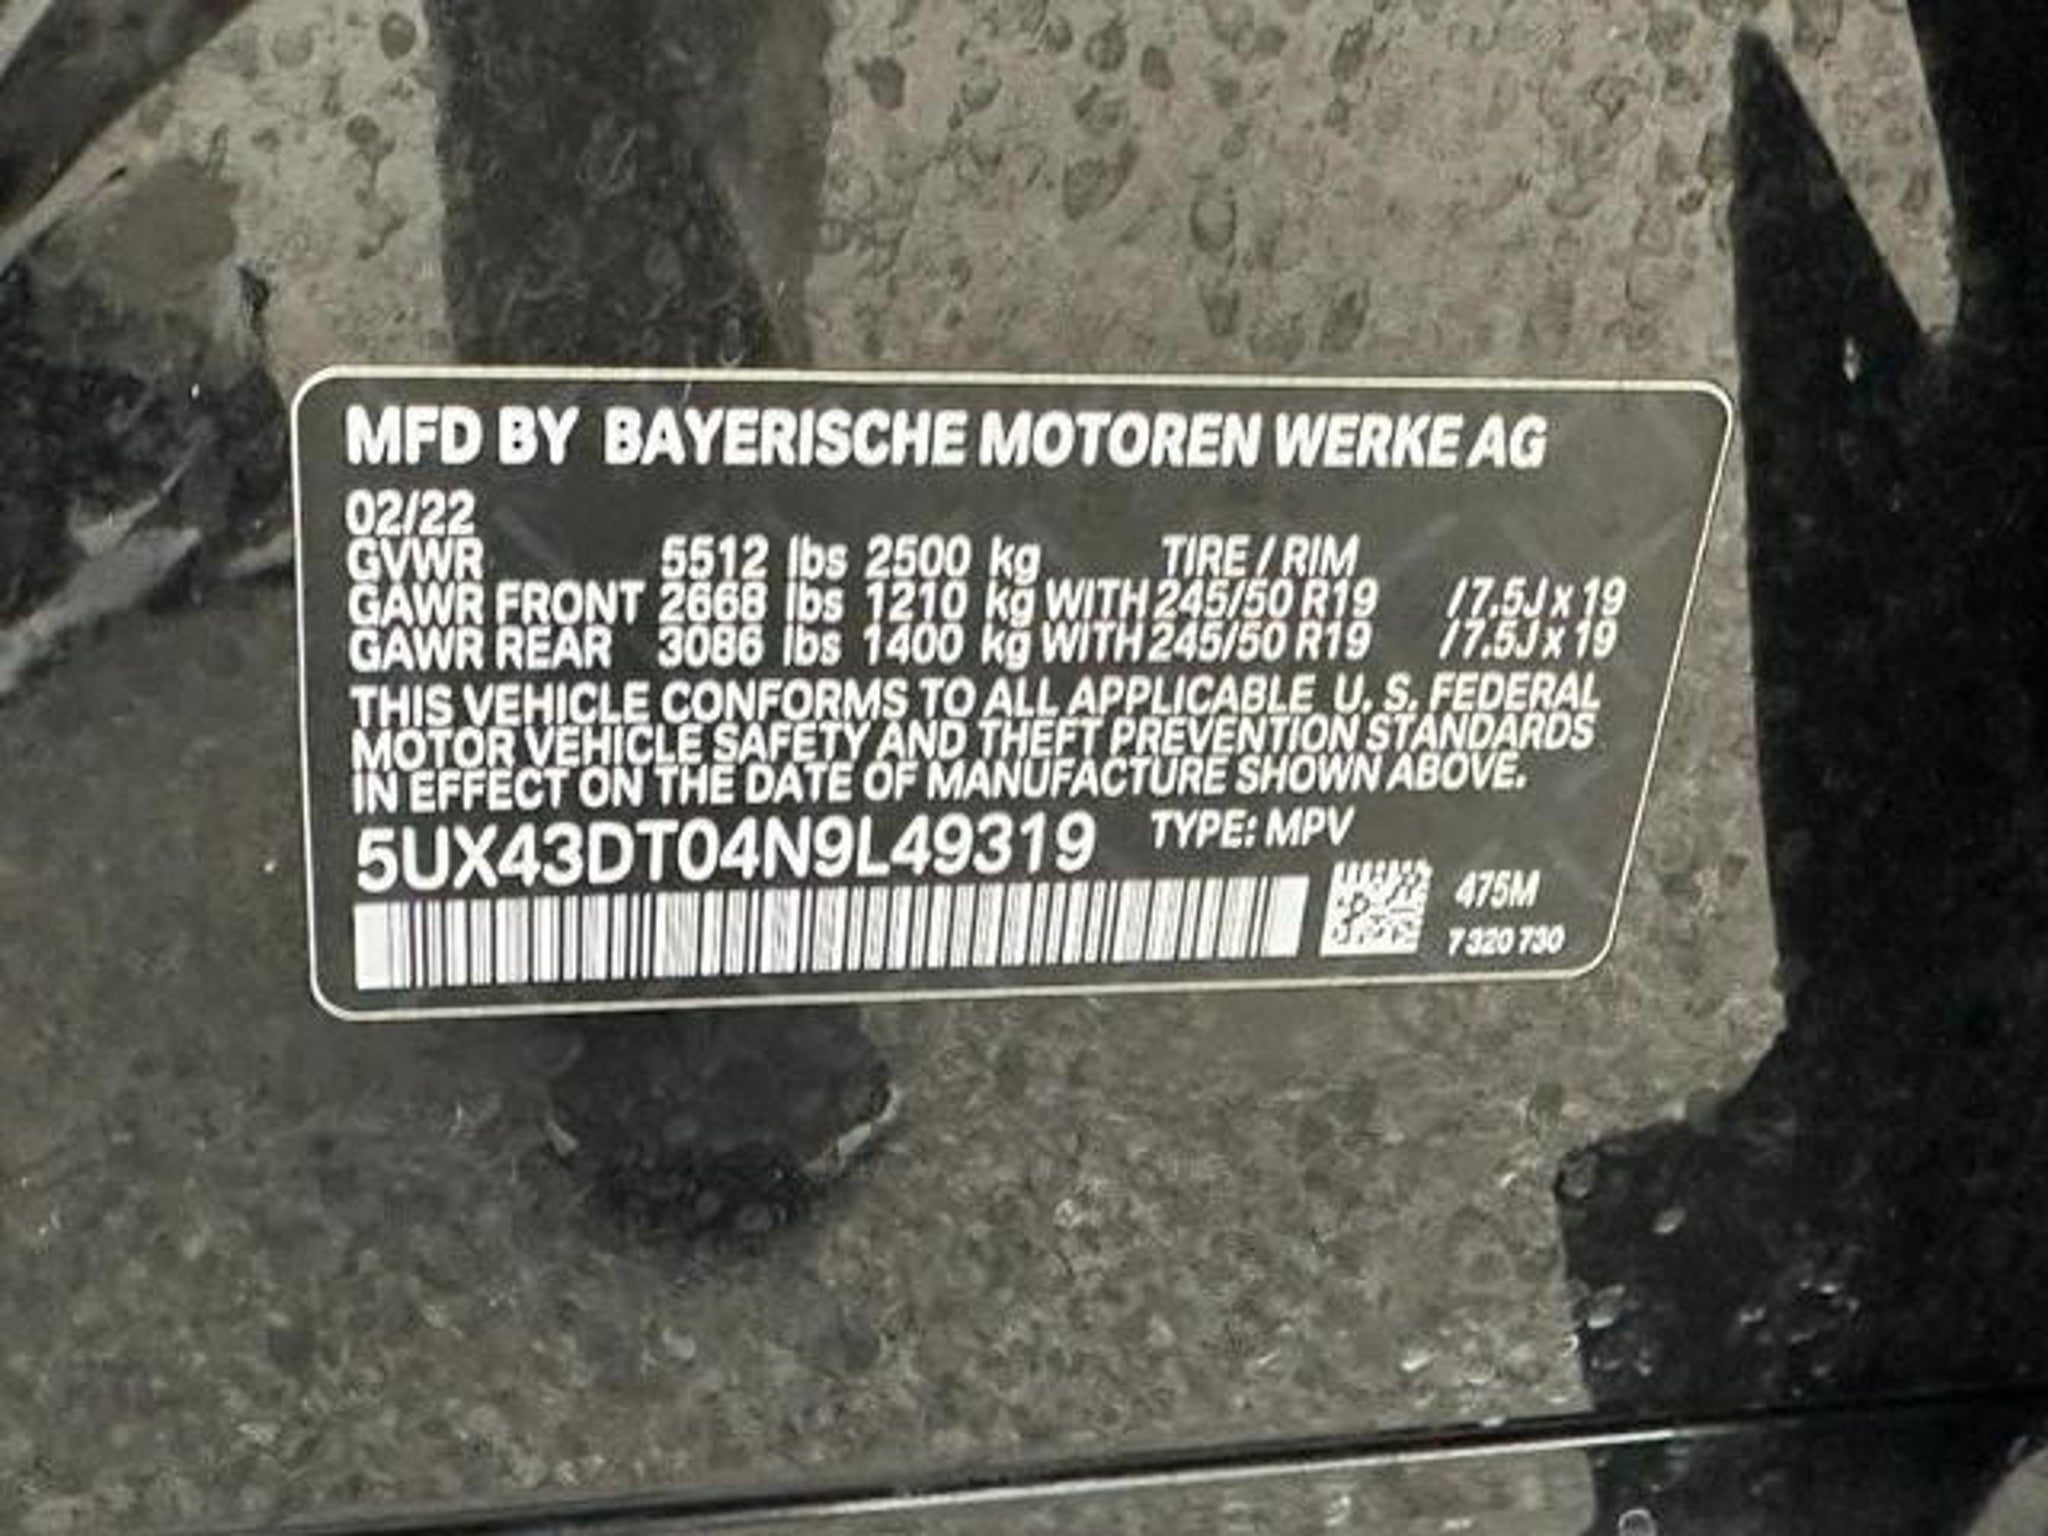 MFD BY BAYERISCHE MOTOREN WERKE AG
02/22
GVWR 5512 lbs 2500 kg TIRE / RIM
GAWR FRONT 2668 lbs 1210 kg WITH 245/50 R19 / 7.5J x 19
GAWR REAR 3086 lbs 1400 kg WITH 245/50 R19 / 7.5J x 19
THIS VEHICLE CONFORMS TO ALL APPLICABLE U. S. FEDERAL
MOTOR VEHICLE SAFETY AND THEFT PREVENTION STANDARDS
IN EFFECT ON THE DATE OF MANUFACTURE SHOWN ABOVE.
5UX43DT04N9L49319 TYPE: MPV
475M
7 320 730